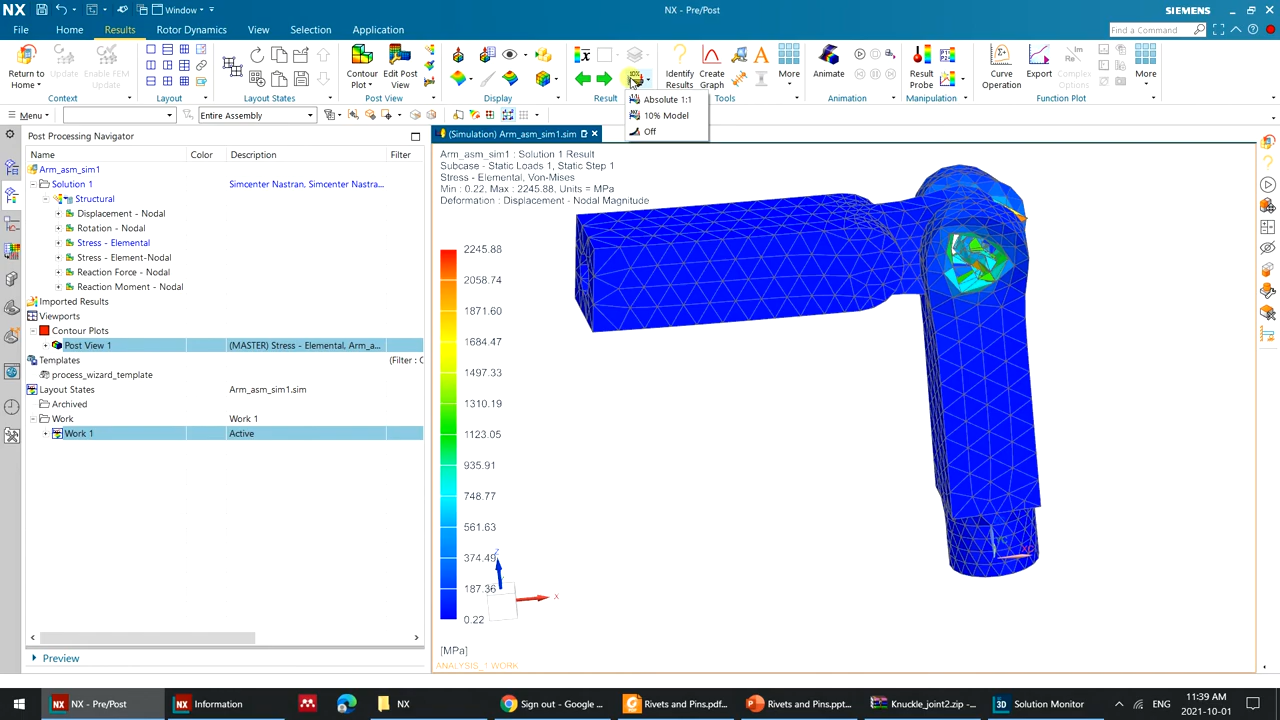 NX
Window
NX - Pre/Post
SIEMENS
File
Home
Results
Rotor Dynamics
View
Selection
Application
Find a Command
Return to Home
Update
Enable FEM Update
Context
Layout
Layout States
Contour Plot
Edit Post View
Post View
Display
Result
Identify Results
Create Graph
More
Tools
Animate
Animation
Result Probe
Manipulation
Curve Operation
Export
Complex Options
More
Function Plot
Absolute 1:1
10% Model
Off
Menu
Entire Assembly
Post Processing Navigator
(Simulation) Arm_asm_sim1.sim
Name
Color
Description
Filter
Arm_asm_sim1
Solution 1
Simcenter Nastran, Simcenter Nastra...
Structural
Displacement - Nodal
Rotation - Nodal
Stress - Elemental
Stress - Element-Nodal
Reaction Force - Nodal
Reaction Moment - Nodal
Imported Results
Viewports
Contour Plots
Post View 1
(MASTER) Stress - Elemental, Arm_a...
Templates
(Filter : C
process_wizard_template
Layout States
Arm_asm_sim1.sim
Archived
Work
Work 1
Work 1
Active
Preview
Arm_asm_sim1 : Solution 1 Result
Subcase - Static Loads 1, Static Step 1
Stress - Elemental, Von-Mises
Min : 0.22, Max : 2245.88, Units = MPa
Deformation : Displacement - Nodal Magnitude
2245.88
2058.74
1871.60
1684.47
1497.33
1310.19
1123.05
935.91
748.77
561.63
374.49
187.36
0.22
[MPa]
Z
X
YC
XC
ANALYSIS_1 WORK
NX - Pre/Post
Information
NX
Sign out - Google ...
Rivets and Pins.pdf...
Rivets and Pins.ppt...
Knuckle_joint2.zip -...
Solution Monitor
ENG
11:39 AM
2021-10-01